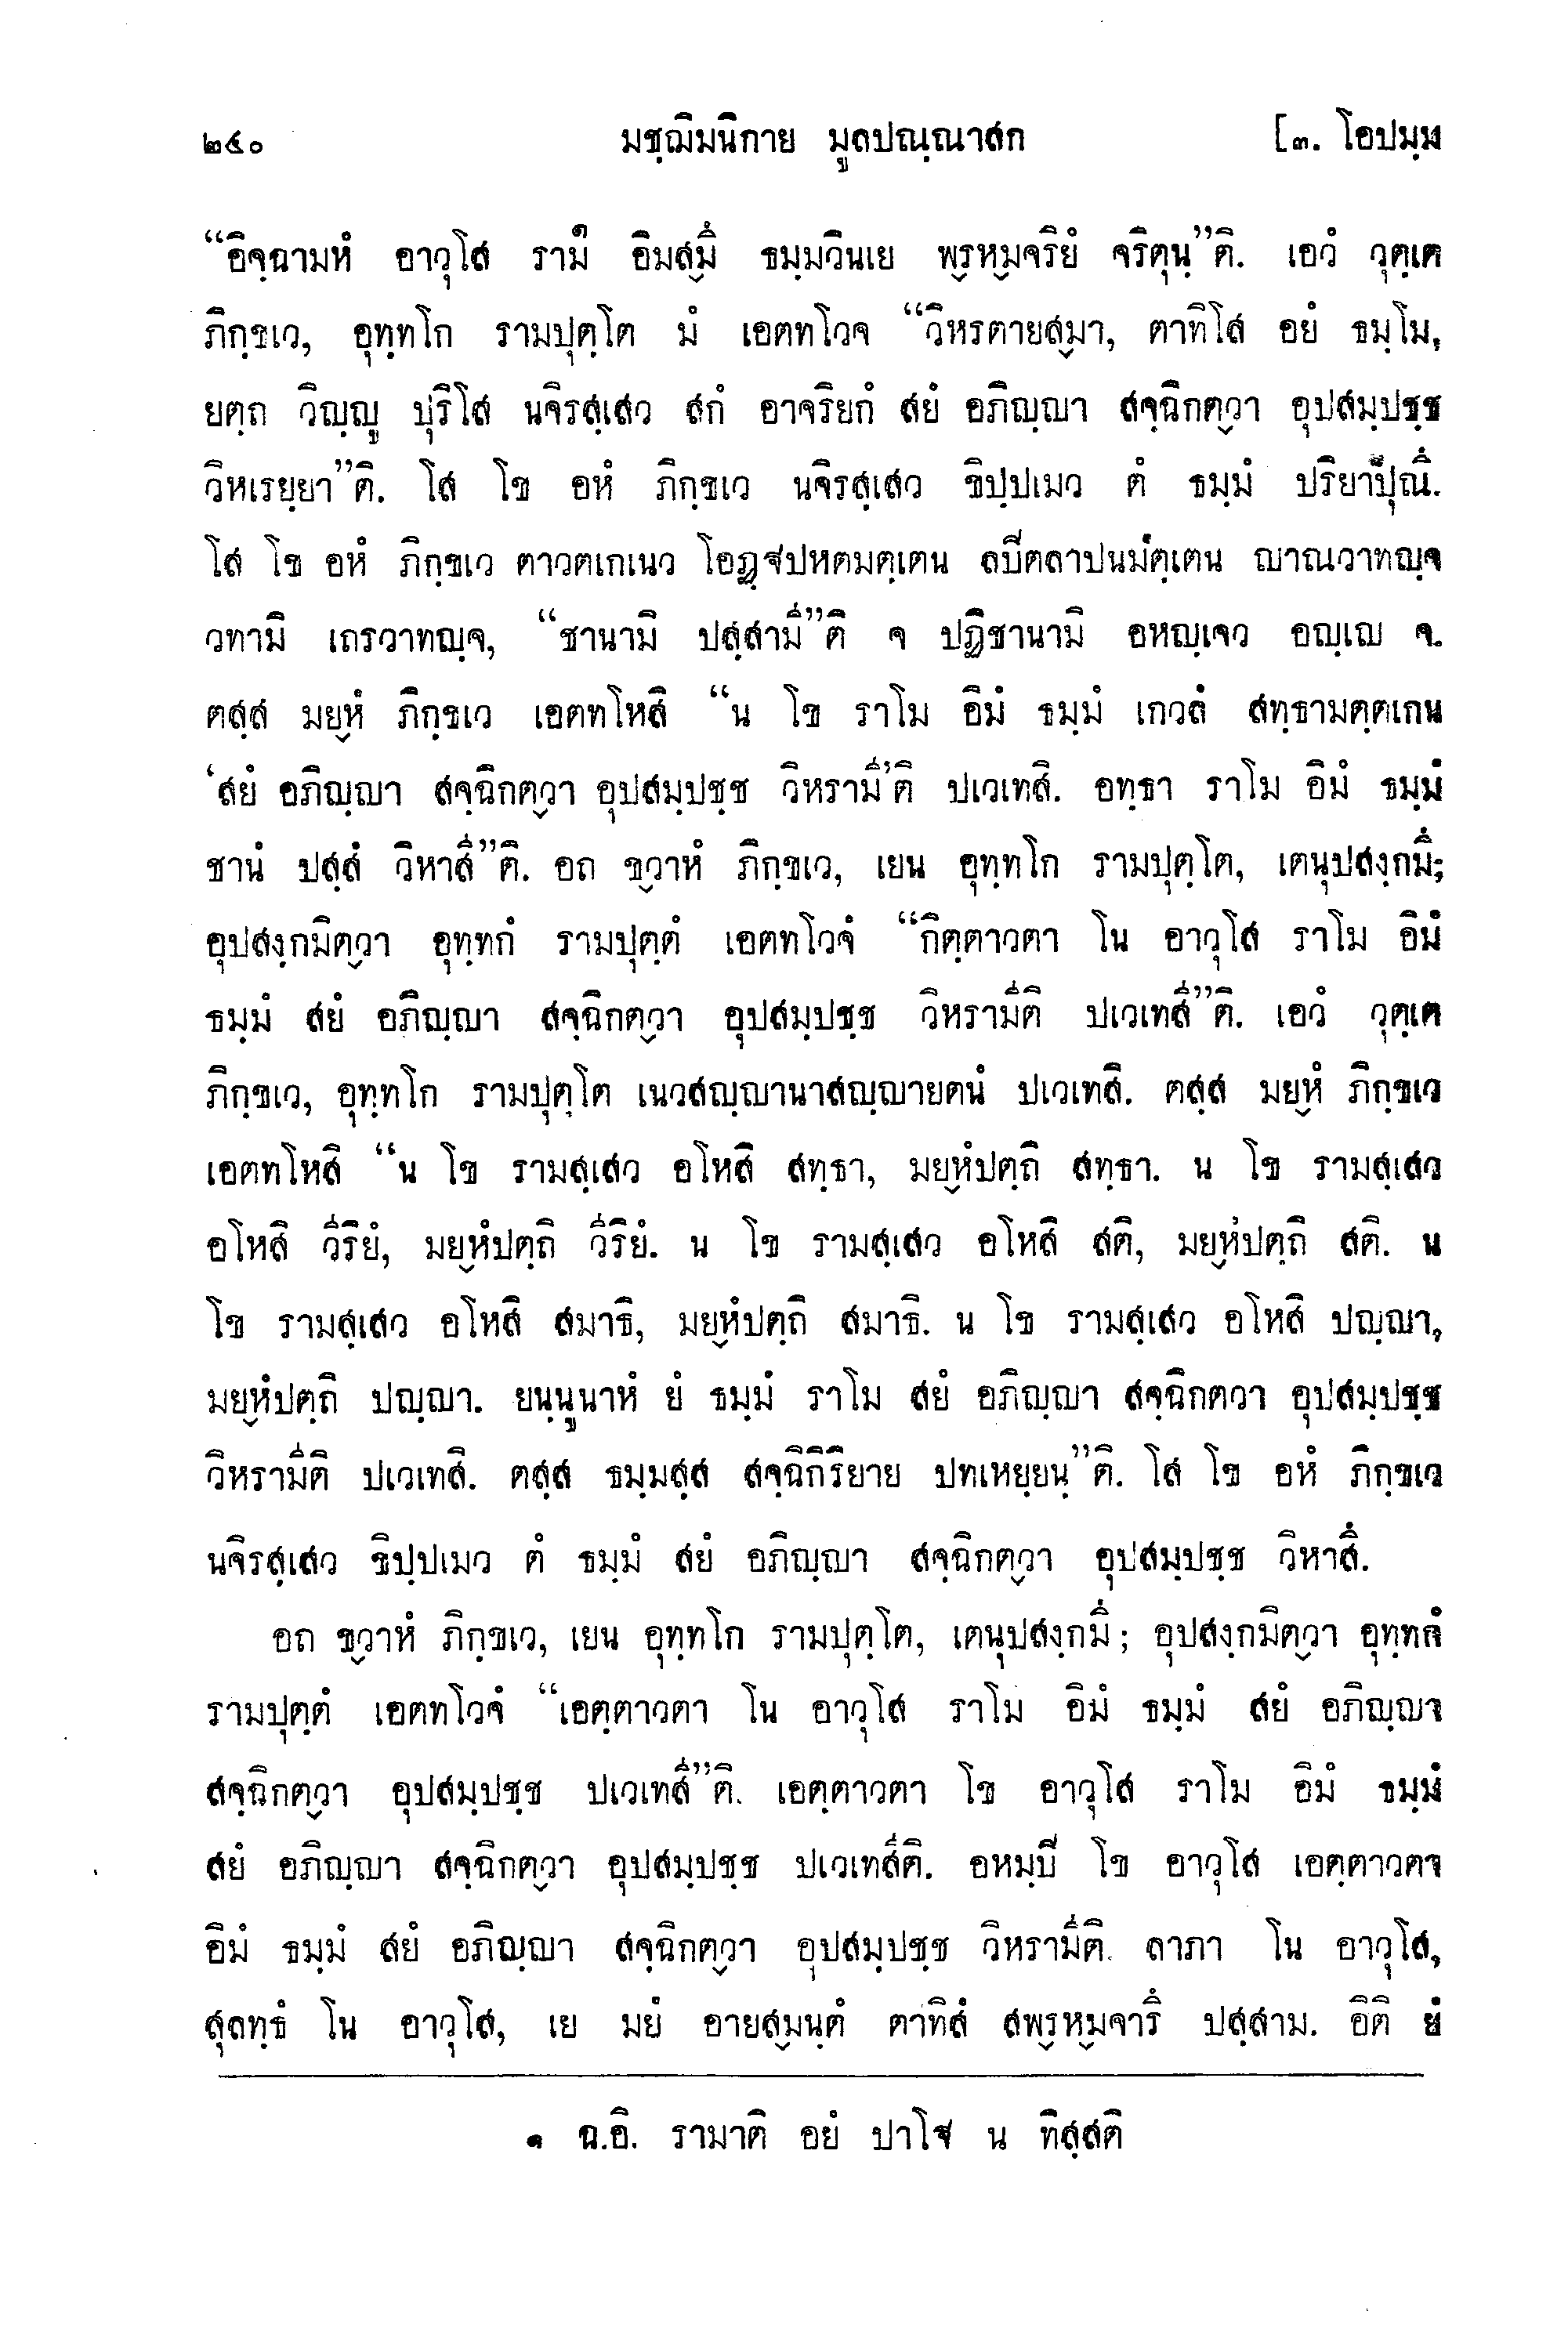 ๒๔๐ มชฺฌิมนิกาย มูลปณฺณาสก [๓. โอปมฺม
“อิจฺฉามหํ อาวุโส ราม๑ อิมสฺมึ ธมฺมวินเย พฺรหฺมจริยํ จริตุนฺ”ติ. เอวํ วุตฺเต
ภิกฺขเว, อุทฺทโก รามปุตฺโต มํ เอตทโวจ “วิหรตายสฺมา, ตาทิโส อยํ ธมฺโม,
ยตฺถ วิญฺญู ปุริโส นจิรสฺเสว สกํ อาจริยกํ สยํ อภิญฺญา สจฺฉิกตฺวา อุปสมฺปชฺช
วิหเรยฺยา”ติ. โส โข อหํ ภิกฺขเว นจิรสฺเสว ขิปฺปเมว ตํ ธมฺมํ ปริยาปุณึ.
โส โข อหํ ภิกฺขเว ตาวตเกเนว โอฏฺฐปหตมตฺเตน ลปิตลาปนมตฺเตน ญาณวาทญฺจ
วทามิ เถรวาทญฺจ, “ชานามิ ปสฺสามี”ติ จ ปฏิชานามิ อหญฺเจว อญฺเญ จ.
ตสฺส มยฺหํ ภิกฺขเว เอตทโหสิ “น โข ราโม อิมํ ธมฺมํ เกวลํ สทฺธามตฺตเกน
‘สยํ อภิญฺญา สจฺฉิกตฺวา อุปสมฺปชฺช วิหรามี’ติ ปเวเทสิ. อทฺธา ราโม อิมํ ธมฺมํ
ชานํ ปสฺสํ วิหาสี”ติ. อถ ขฺวาหํ ภิกฺขเว, เยน อุทฺทโก รามปุตฺโต, เตนุปสงฺกมึ;
อุปสงฺกมิตฺวา อุทฺทกํ รามปุตฺตํ เอตทโวจํ “กิตฺตาวตา โน อาวุโส ราโม อิมํ
ธมฺมํ สยํ อภิญฺญา สจฺฉิกตฺวา อุปสมฺปชฺช วิหรามีติ ปเวเทสี”ติ. เอวํ วุตฺเต
ภิกฺขเว, อุทฺทโก รามปุตฺโต เนวสญฺญานาสญฺญายตนํ ปเวเทสิ. ตสฺส มยฺหํ ภิกฺขเว
เอตทโหสิ “น โข รามสฺเสว อโหสิ สทฺธา, มยฺหํปตฺถิ สทฺธา. น โข รามสฺเสว
อโหสิ วีริยํ, มยฺหํปตฺถิ วีริยํ. น โข รามสฺเสว อโหสิ สติ, มยฺหํปตฺถิ สติ. น
โข รามสฺเสว อโหสิ สมาธิ, มยฺหํปตฺถิ สมาธิ. น โข รามสฺเสว อโหสิ ปญฺญา,
มยฺหํปตฺถิ ปญฺญา. ยนฺนูนาหํ ยํ ธมฺมํ ราโม สยํ อภิญฺญา สจฺฉิกตวา อุปสมฺปชฺช
วิหรามีติ ปเวเทสิ. ตสฺส ธมฺมสฺส สจฺฉิกิริยาย ปทเหยฺยนฺ”ติ. โส โข อหํ ภิกฺขเว
นจิรสฺเสว ขิปฺปเมว ตํ ธมฺมํ สยํ อภิญฺญา สจฺฉิกตฺวา อุปสมฺปชฺช วิหาสึ.
อถ ขฺวาหํ ภิกฺขเว, เยน อุทฺทโก รามปุตฺโต, เตนุปสงฺกมึ; อุปสงฺกมิตฺวา อุทฺทกํ
รามปุตฺตํ เอตทโวจํ “เอตฺตาวตา โน อาวุโส ราโม อิมํ ธมฺมํ สยํ อภิญฺญา
สจฺฉิกตฺวา อุปสมฺปชฺช ปเวเทสี”ติ. เอตฺตาวตา โข อาวุโส ราโม อิมํ ธมฺมํ
สยํ อภิญฺญา สจฺฉิกตฺวา อุปสมฺปชฺช ปเวเทสีติ. อหมฺปิ โข อาวุโส เอตฺตาวตา
อิมํ ธมฺมํ สยํ อภิญฺญา สจฺฉิกตฺวา อุปสมฺปชฺช วิหรามีติ. ลาภา โน อาวุโส,
สุลทฺธํ โน อาวุโส, เย มยํ อายสฺมนฺตํ ตาทิสํ สพฺรหฺมจารึ ปสฺสาม. อิติ ยํ
๑ ฉ.อิ. รามาติ อยํ ปาโฐ น ทิสฺสติ